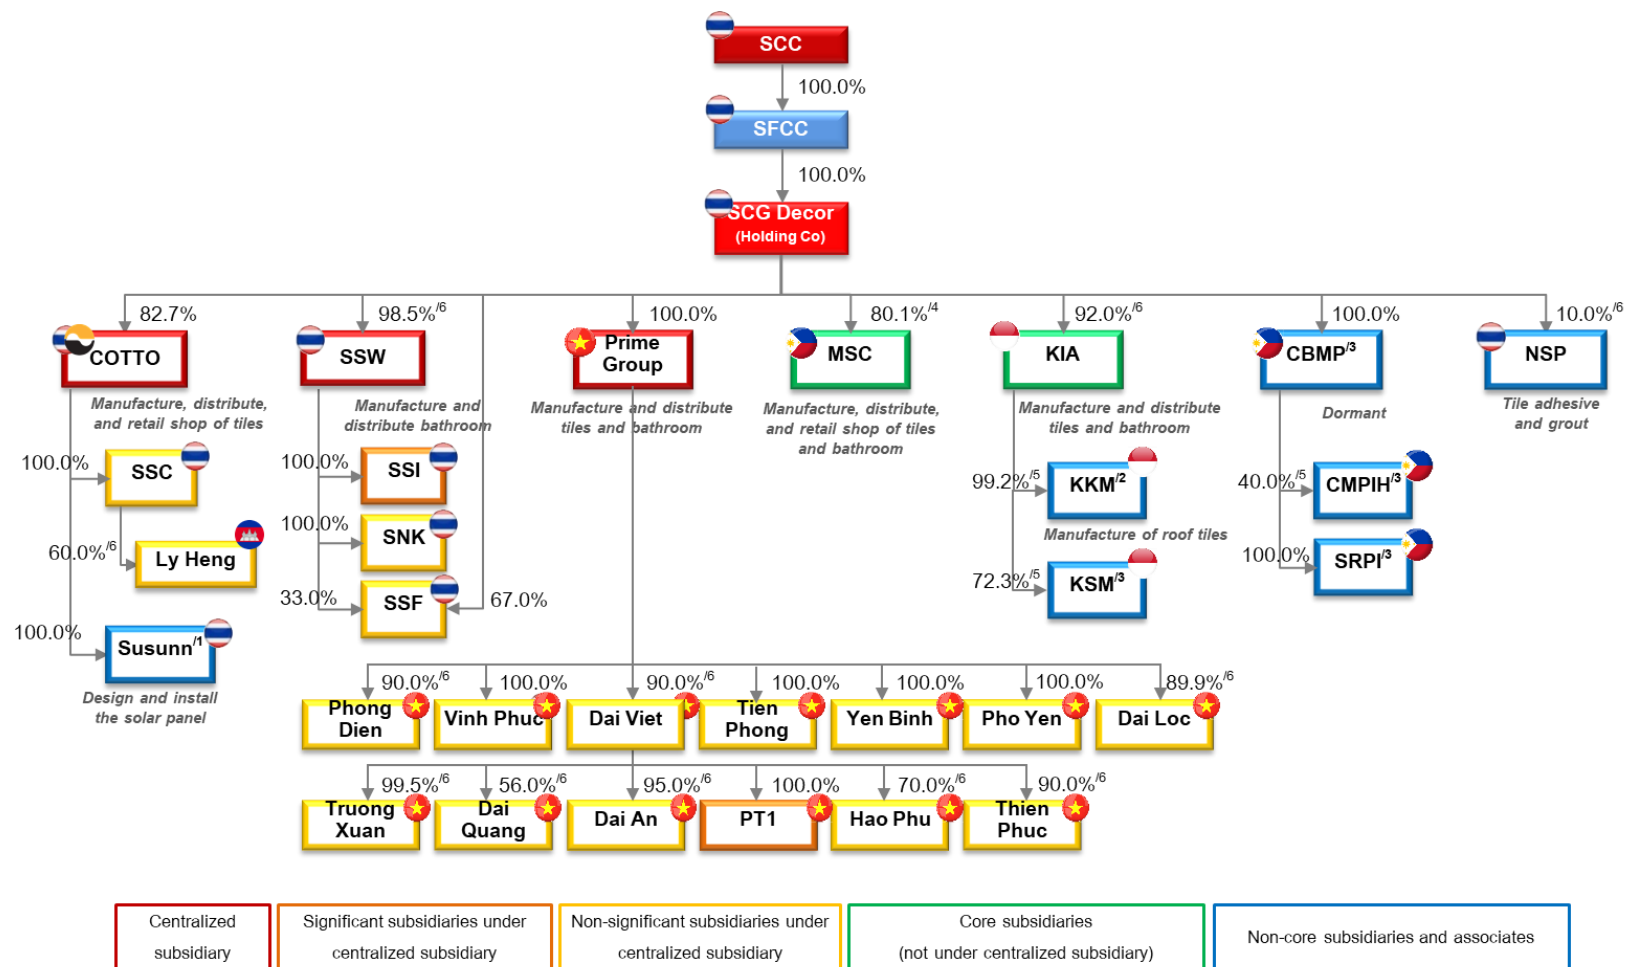 SCC
100.0%
SFCC
100.0%
SCG Decor
(Holding Co)
82.7%
98.5%/6
100.0%
80.1%/4
92.0%/6
100.0%
10.0%/6
COTTO
SSW
Prime
Group
MSC
KIA
CBMP/3
NSP
Manufacture, distribute,
and retail shop of tiles
Manufacture and
distribute bathroom
Manufacture and distribute
tiles and bathroom
Manufacture, distribute,
and retail shop of tiles
and bathroom
Manufacture and distribute
tiles and bathroom
Dormant
Tile adhesive
and grout
100.0%
SSC
60.0%/6
Ly Heng
100.0%
Susunn/1
Design and install
the solar panel
100.0%
SSI
100.0%
SNK
33.0%
SSF
67.0%
99.2%/5
KKM/2
Manufacture of roof tiles
72.3%/5
KSM/3
40.0%/5
CMPIH/3
100.0%
SRPI/3
90.0%/6
100.0%
90.0%/6
100.0%
100.0%
100.0%
89.9%/6
Phong
Dien
Vinh Phuc
Dai Viet
Tien
Phong
Yen Binh
Pho Yen
Dai Loc
99.5%/6
56.0%/6
95.0%/6
100.0%
70.0%/6
90.0%/6
Truong
Xuan
Dai
Quang
Dai An
PT1
Hao Phu
Thien
Phuc
Centralized
subsidiary
Significant subsidiaries under
centralized subsidiary
Non-significant subsidiaries under
centralized subsidiary
Core subsidiaries
(not under centralized subsidiary)
Non-core subsidiaries and associates